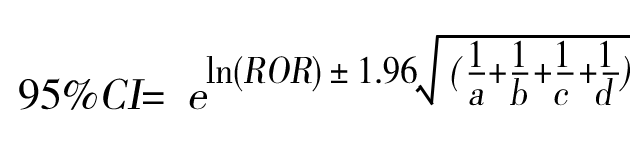 95%CI= e^{ln(ROR) ± 1.96√(1/a+1/b+1/c+1/d)}